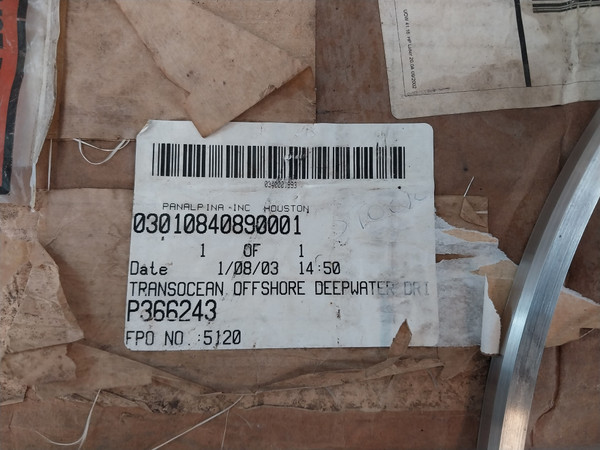 PANALPINA -INC HOUSTON
03010840890001
1 OF 1
Date 1/08/03 14:50
TRANSOCEAN OFFSHORE DEEPWATER DRI
P366243
FPO NO.:5120